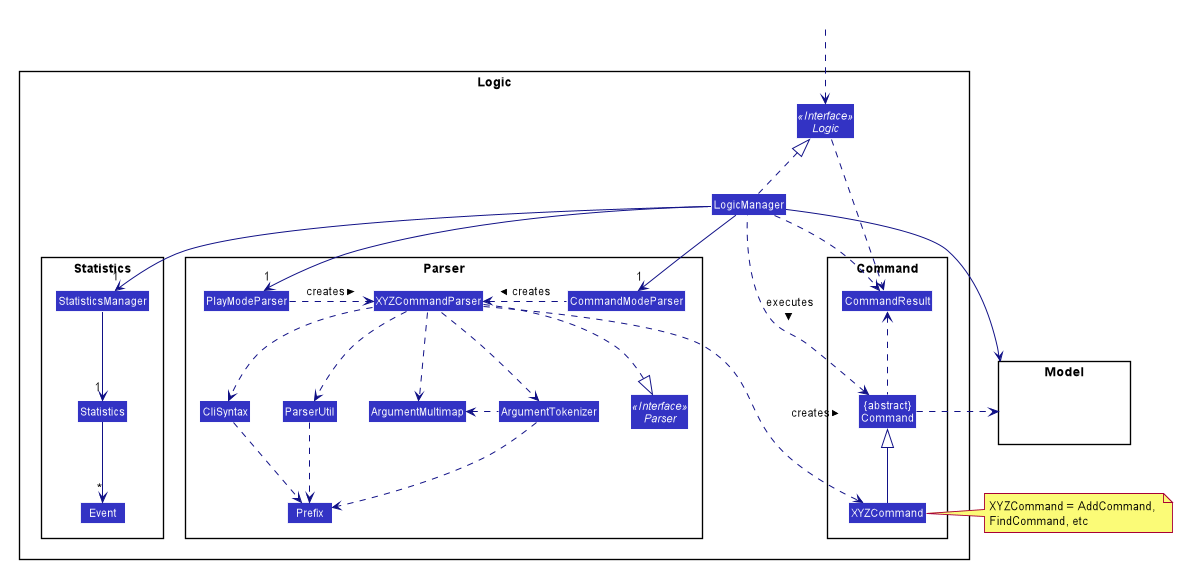 Logic
«Interface»
Logic
LogicManager
Statistics
Parser
Command
1
1
1
StatisticsManager
PlayModeParser
creates
XYZCommandParser
creates
CommandModeParser
executes
CommandResult
Model
1
Statistics
CliSyntax
ParserUtil
ArgumentMultimap
ArgumentTokenizer
«Interface»
Parser
creates
{abstract}
Command
*
Event
Prefix
XYZCommand
XYZCommand = AddCommand,
FindCommand, etc